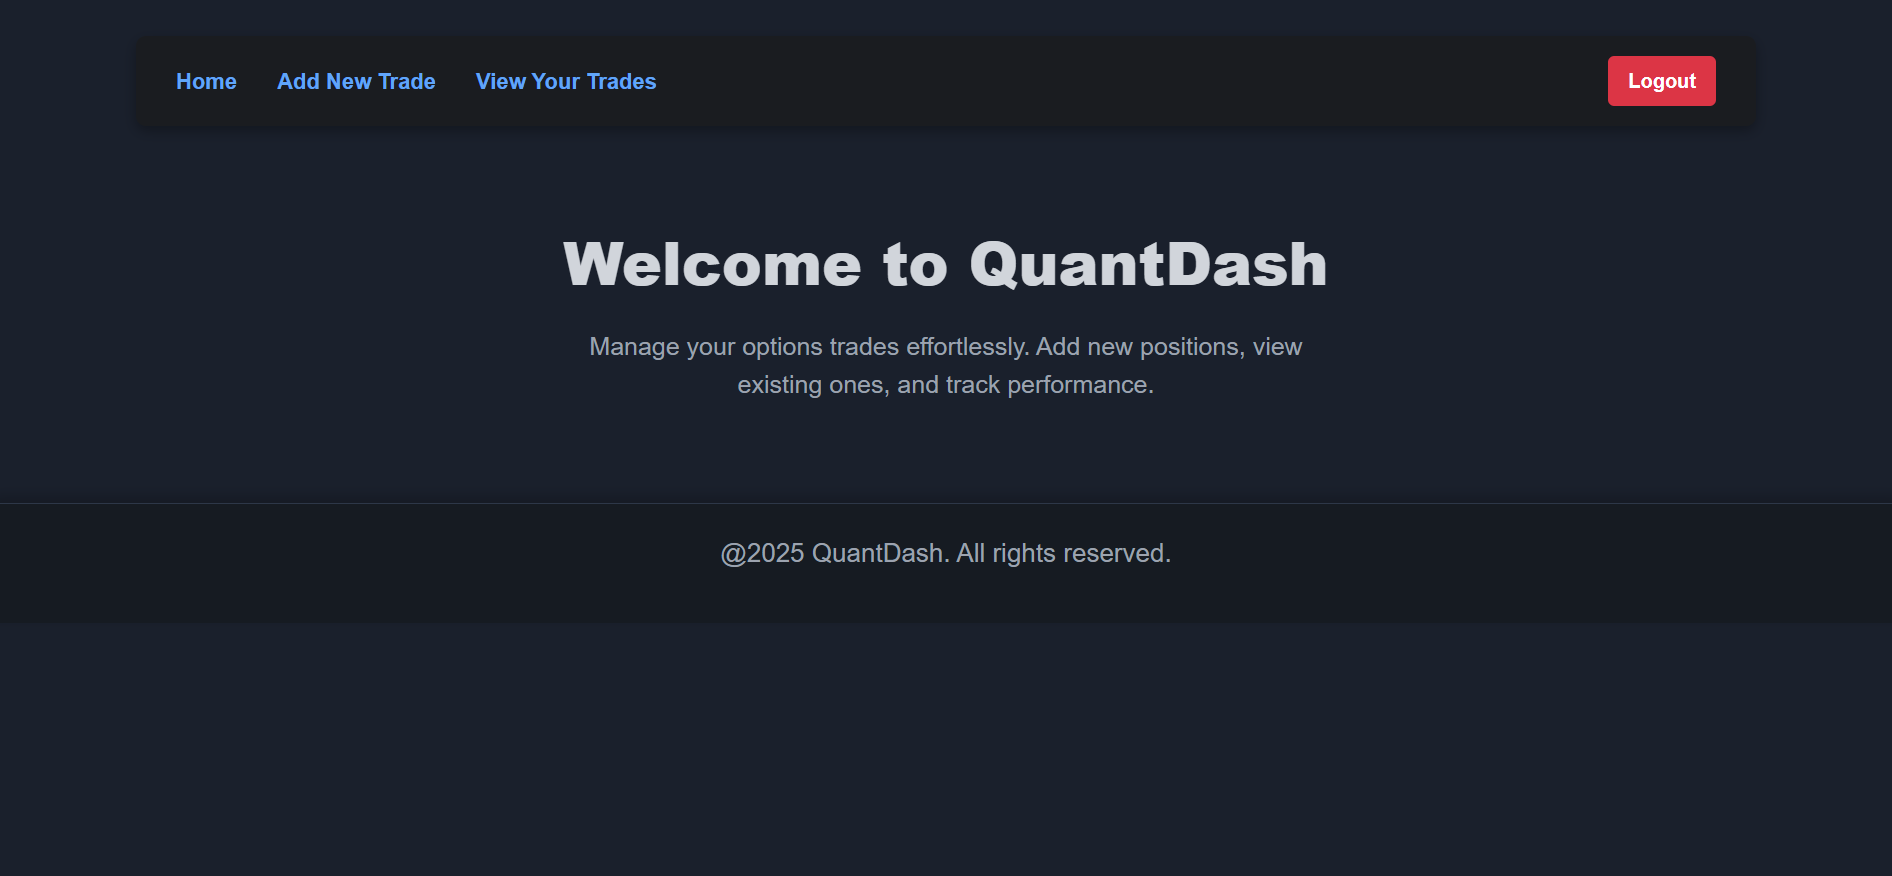 Home
Add New Trade
View Your Trades
Logout
Welcome to QuantDash
Manage your options trades effortlessly. Add new positions, view
existing ones, and track performance.
@2025 QuantDash. All rights reserved.